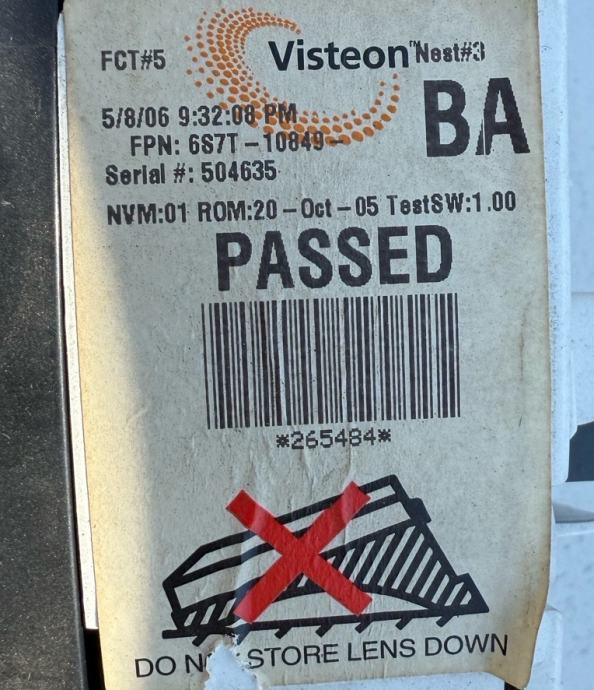 FCT#5 Visteon™ Nest#3
BA
5/8/06 9:32:08 PM
FPN: 6S7T-10849-
Serial #: 504635
NVM:01 ROM:20-Oct-05 TestSW:1.00
PASSED
*265484*
DO STORE LENS DOWN